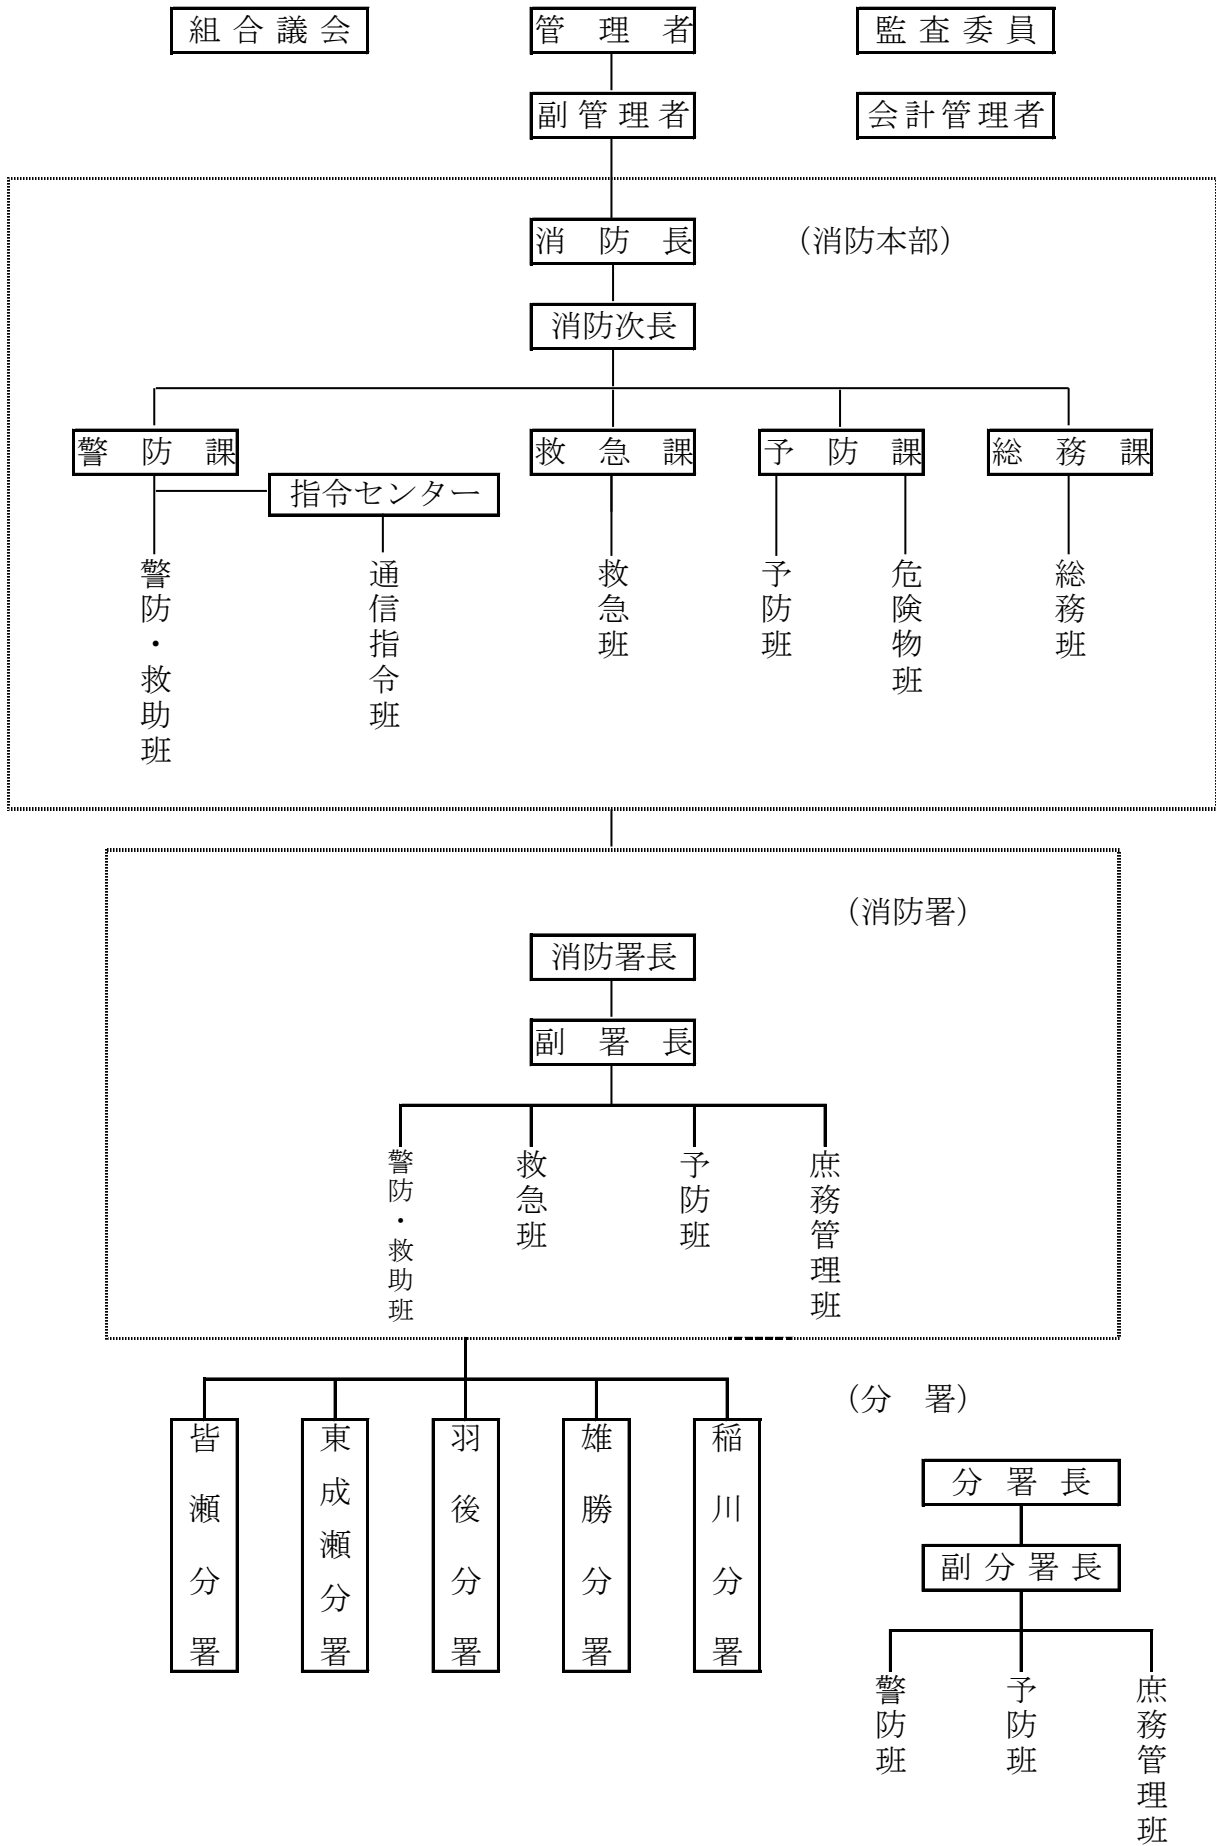 組合議会
管理者
監査委員
副管理者
会計管理者
消防長
（消防本部）
消防次長
警防課
救急課
予防課
総務課
指令センター
警防・救助班
通信指令班
救急班
予防班
危険物班
総務班
（消防署）
消防署長
副署長
警防・救助班
救急班
予防班
庶務管理班
（分　署）
皆瀬分署
東成瀬分署
羽後分署
雄勝分署
稲川分署
分署長
副分署長
警防班
予防班
庶務管理班